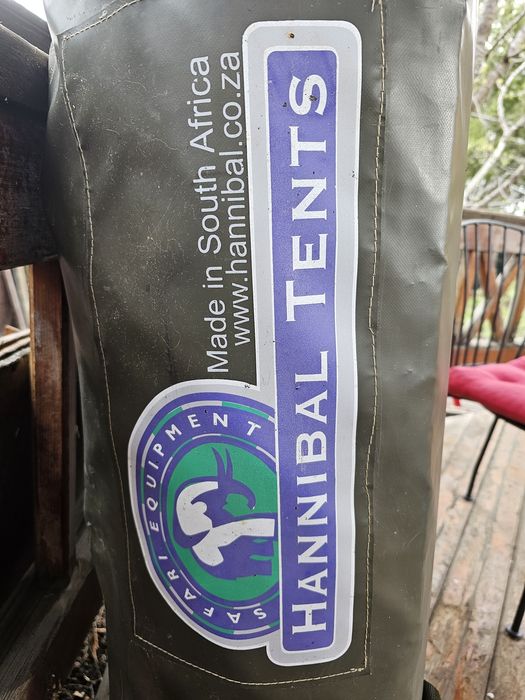 Made in South Africa
www.hannibal.co.za
HANNIBAL TENTS
SAFARI EQUIPMENT